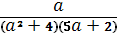 a
(a² + 4)(5a + 2)